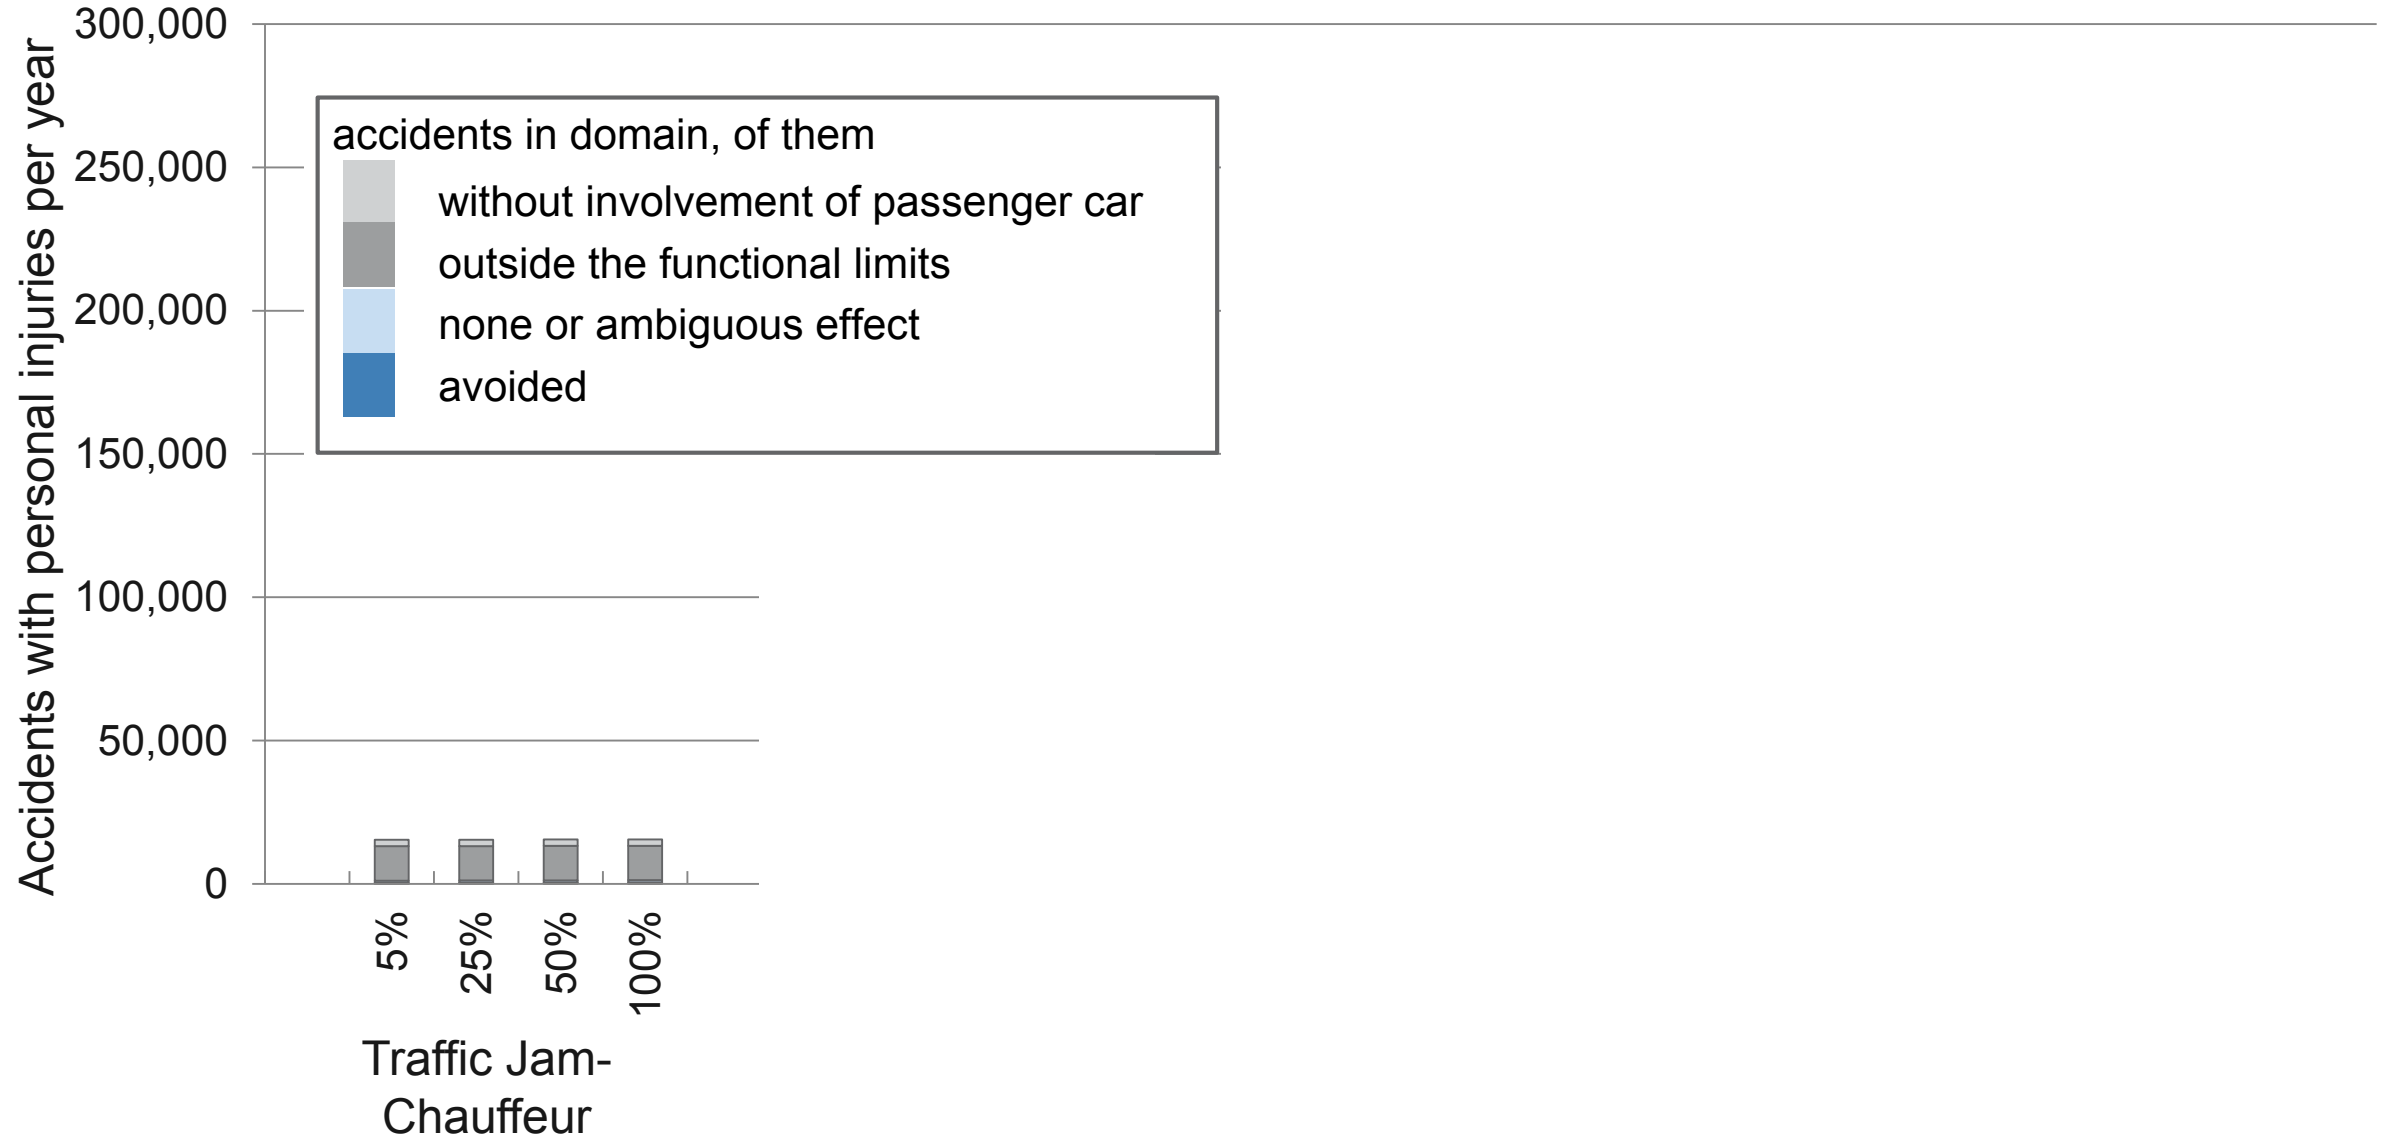 Accidents with personal injuries per year
300,000
250,000
200,000
150,000
100,000
50,000
0
accidents in domain, of them
without involvement of passenger car
outside the functional limits
none or ambiguous effect
avoided
5%
25%
50%
100%
Traffic Jam-
Chauffeur